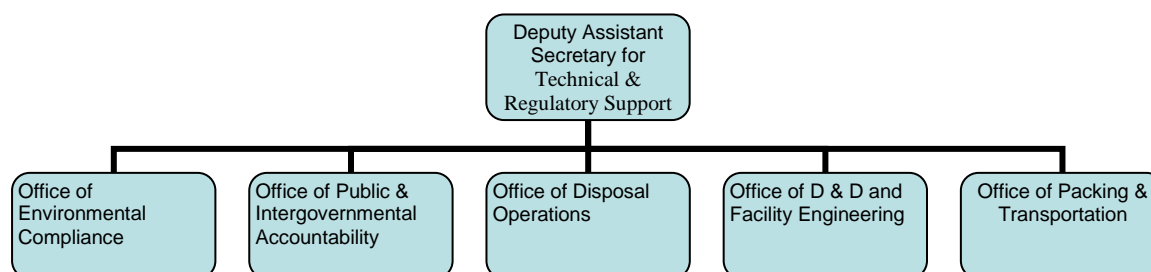 Deputy Assistant
Secretary for
Technical &
Regulatory Support
Office of
Environmental
Compliance
Office of Public &
Intergovernmental
Accountability
Office of Disposal
Operations
Office of D & D and
Facility Engineering
Office of Packing &
Transportation